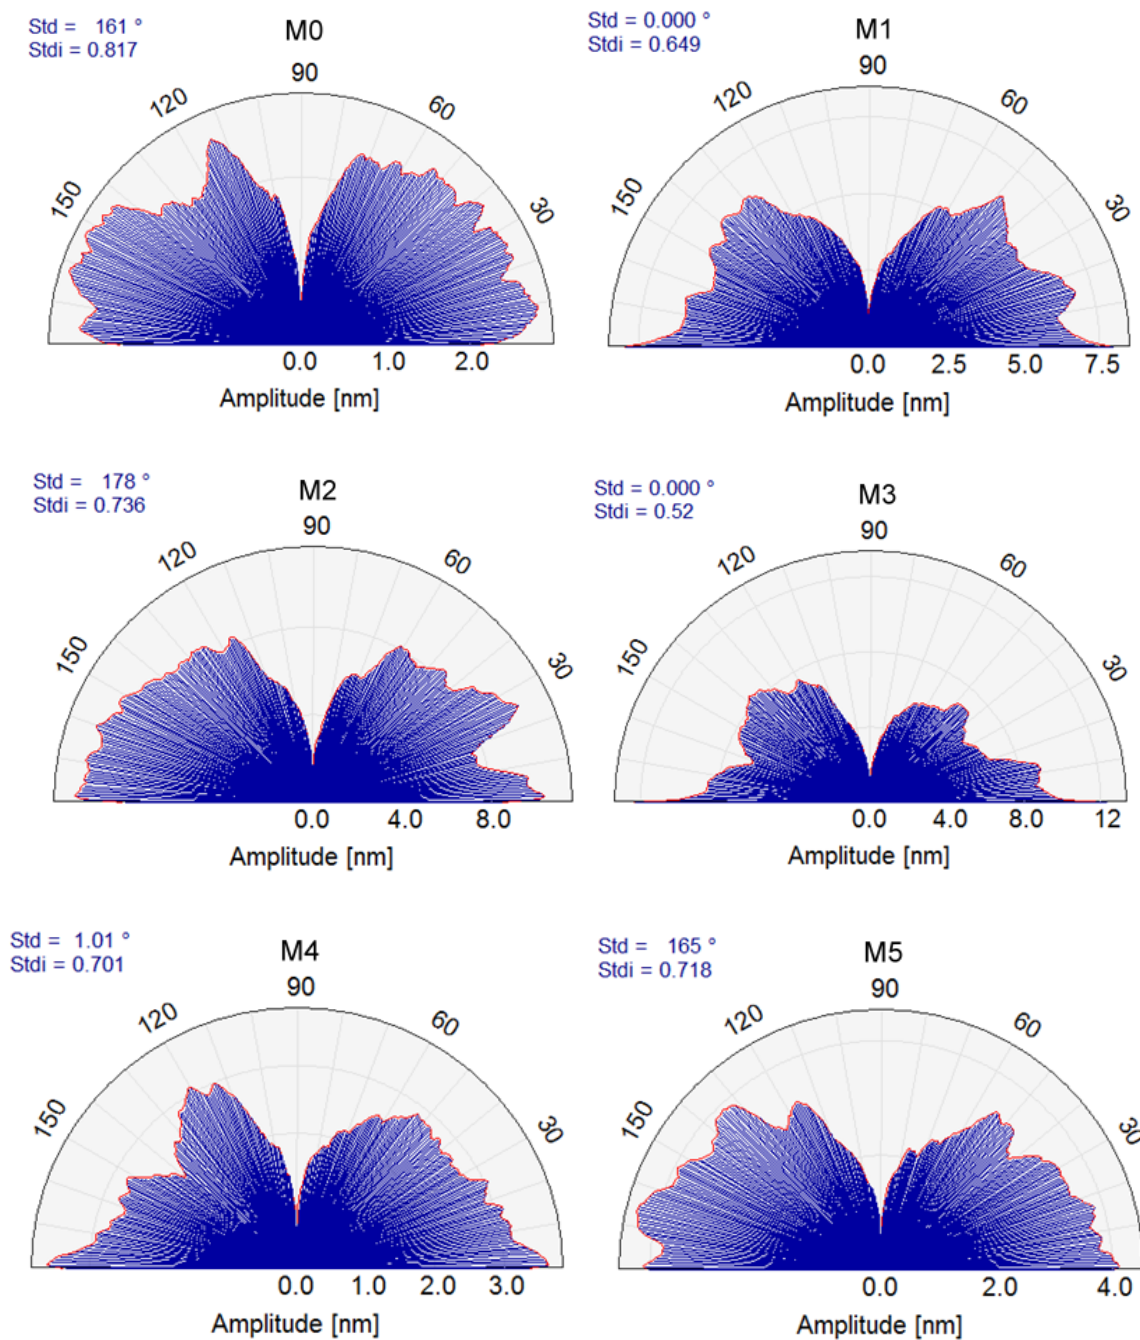 Std = 161 °
Stdi = 0.817
M0
90
120
60
150
30
0.0 1.0 2.0
Amplitude [nm]
Std = 0.000 °
Stdi = 0.649
M1
90
120
60
150
30
0.0 2.5 5.0 7.5
Amplitude [nm]
Std = 178 °
Stdi = 0.736
M2
90
120
60
150
30
0.0 4.0 8.0
Amplitude [nm]
Std = 0.000 °
Stdi = 0.52
M3
90
120
60
150
30
0.0 4.0 8.0 12
Amplitude [nm]
Std = 1.01 °
Stdi = 0.701
M4
90
120
60
150
30
0.0 1.0 2.0 3.0
Amplitude [nm]
Std = 165 °
Stdi = 0.718
M5
90
120
60
150
30
0.0 2.0 4.0
Amplitude [nm]